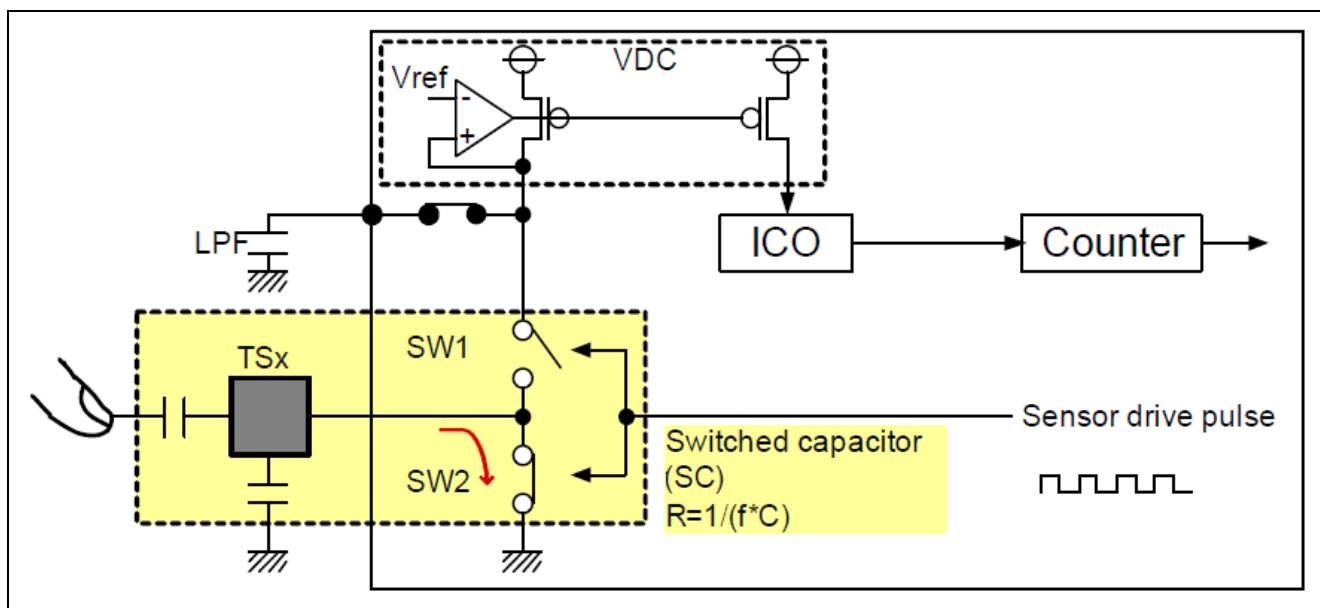 VDC
Vref
-
+
LPF
ICO
Counter
SW1
TSx
Sensor drive pulse
SW2
Switched capacitor
(SC)
R=1/(f*C)